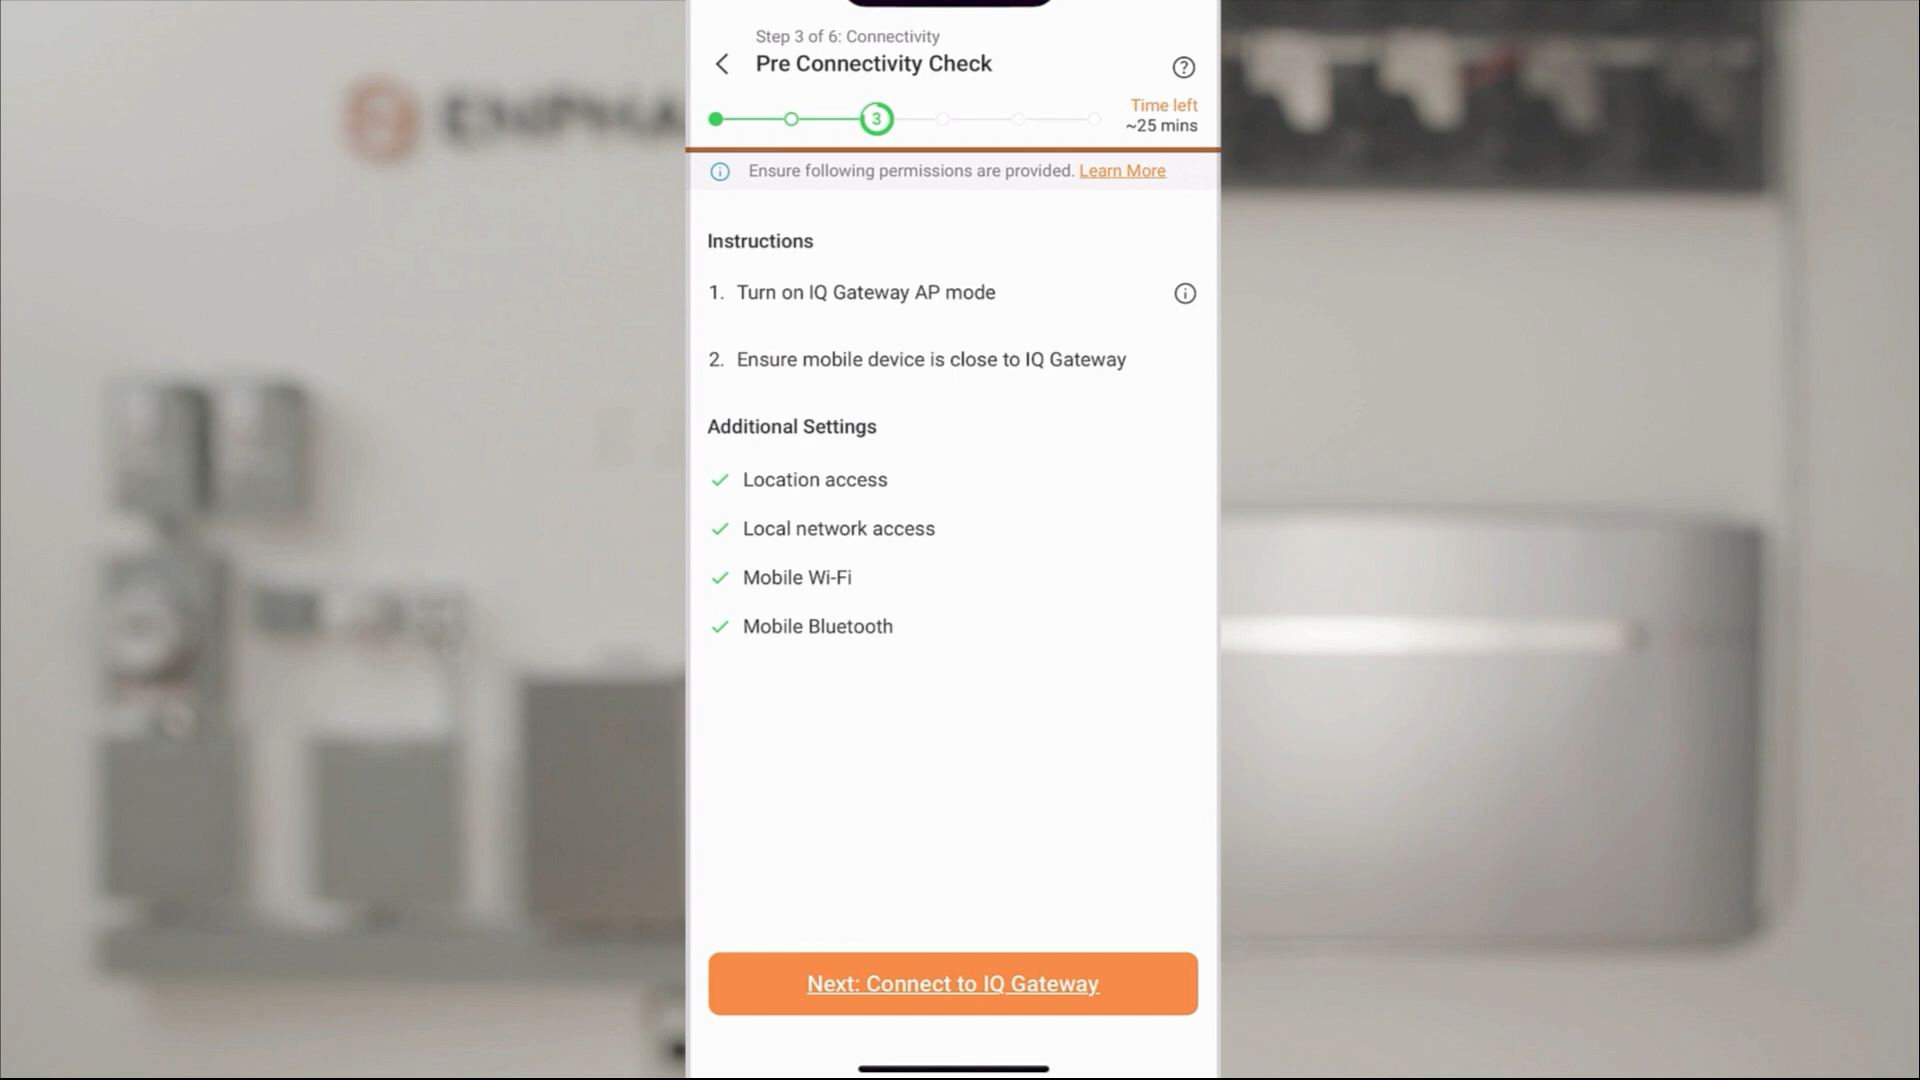 Step 3 of 6: Connectivity
Pre Connectivity Check
3
Time left
~25 mins
Ensure following permissions are provided. Learn More
Instructions
1. Turn on IQ Gateway AP mode
2. Ensure mobile device is close to IQ Gateway
Additional Settings
Location access
Local network access
Mobile Wi-Fi
Mobile Bluetooth
Next: Connect to IQ Gateway